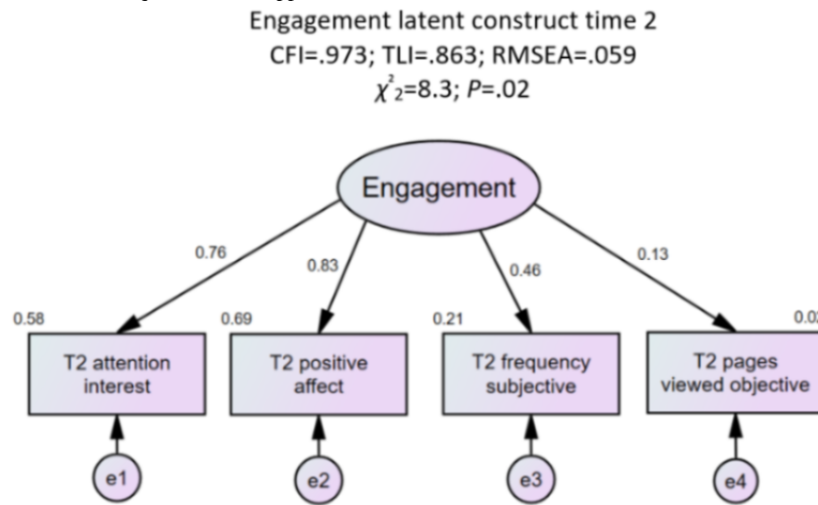 Engagement latent construct time 2
CFI=.973; TLI=.863; RMSEA=.059
χ²₂=8.3; P=.02
Engagement
0.76
0.83
0.46
0.13
0.58
0.69
0.21
T2 attention
interest
T2 positive
affect
T2 frequency
subjective
T2 pages
viewed objective
e1
e2
e3
e4